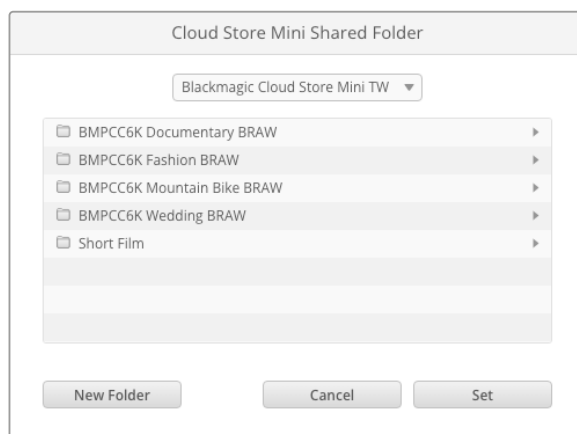 Cloud Store Mini Shared Folder
Blackmagic Cloud Store Mini TW
BMPCC6K Documentary BRAW
BMPCC6K Fashion BRAW
BMPCC6K Mountain Bike BRAW
BMPCC6K Wedding BRAW
Short Film
New Folder Cancel Set